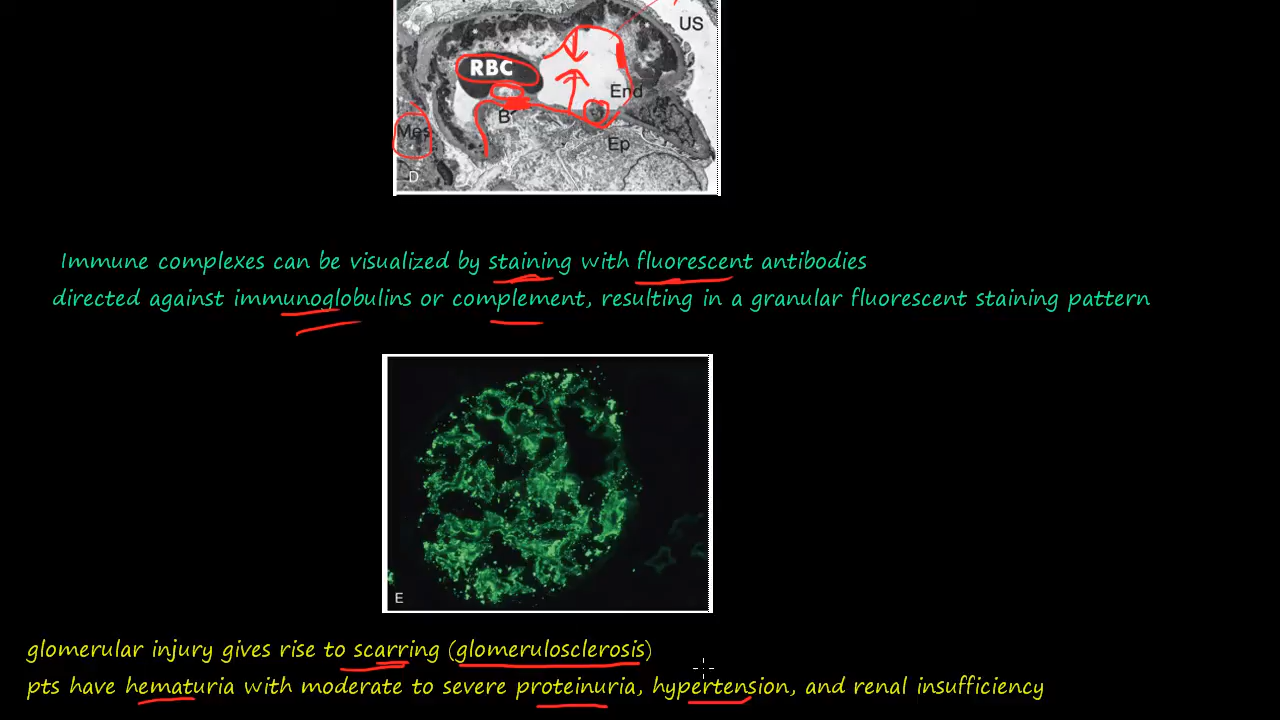 US
RBC
End
B
Mes
Ep
D
Immune complexes can be visualized by staining with fluorescent antibodies
directed against immunoglobulins or complement, resulting in a granular fluorescent staining pattern
E
glomerular injury gives rise to scarring (glomerulosclerosis)
pts have hematuria with moderate to severe proteinuria, hypertension, and renal insufficiency